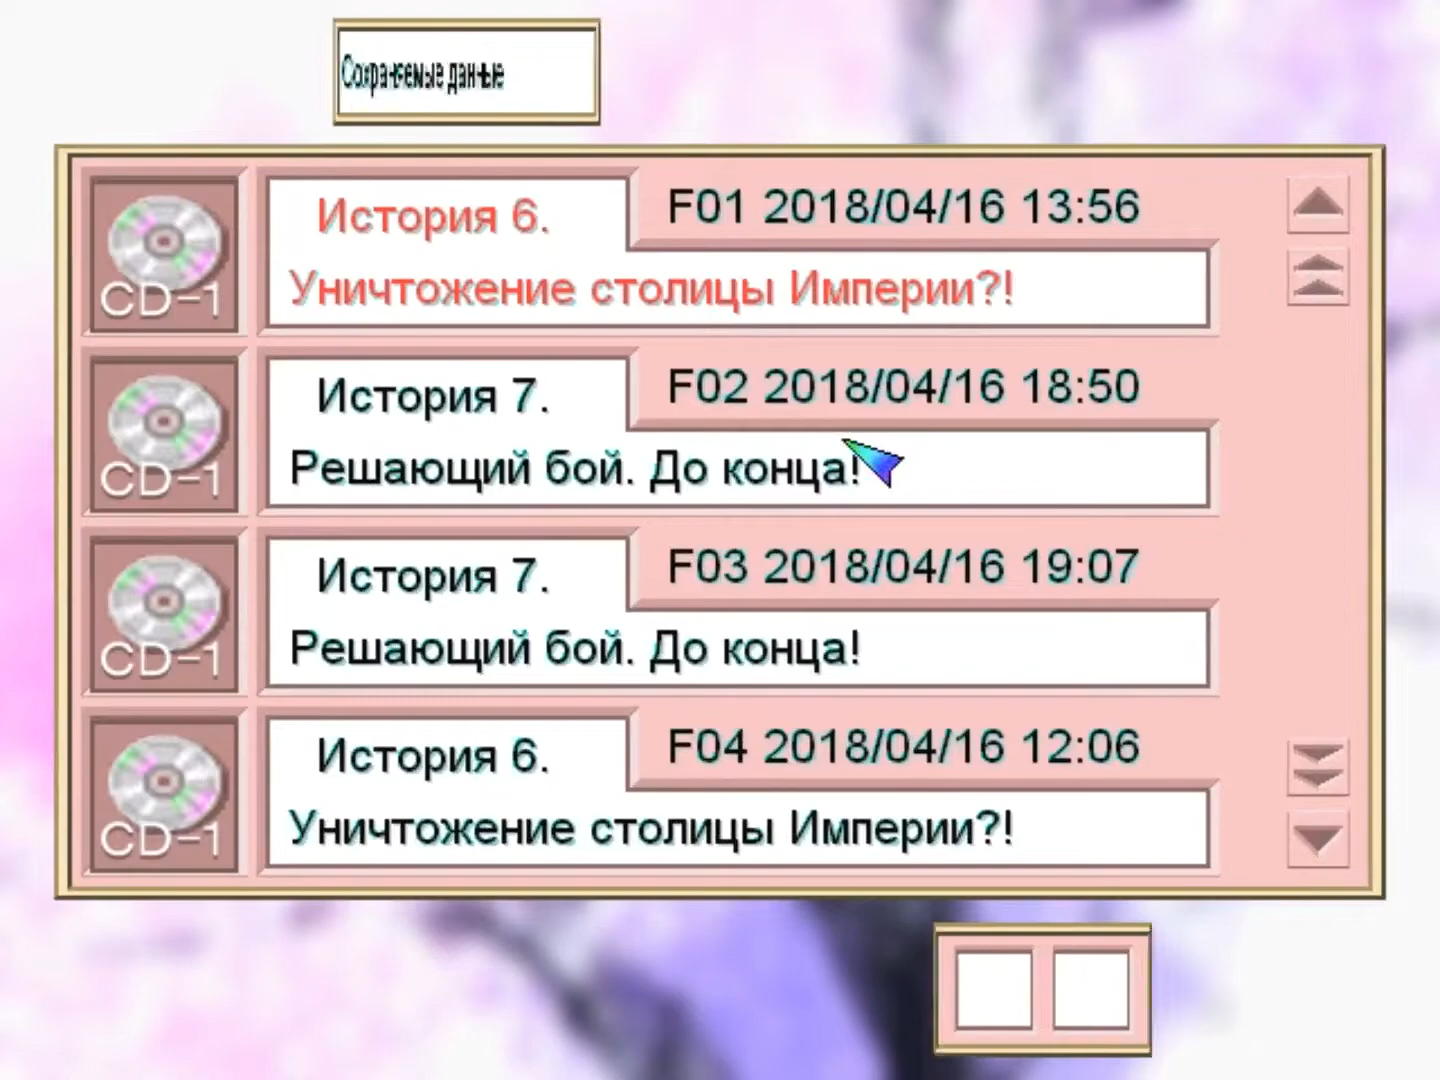 Сохраняемые данные
CD-1
История 6.
F01 2018/04/16 13:56
Уничтожение столицы Империи?!
CD-1
История 7.
F02 2018/04/16 18:50
Решающий бой. До конца!
CD-1
История 7.
F03 2018/04/16 19:07
Решающий бой. До конца!
CD-1
История 6.
F04 2018/04/16 12:06
Уничтожение столицы Империи?!